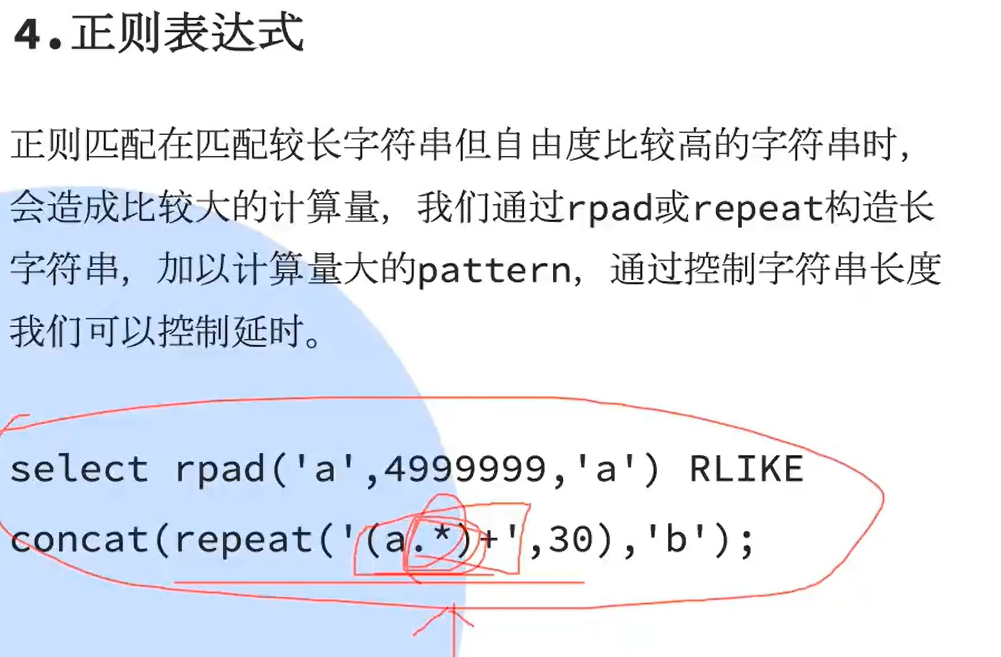 4.正则表达式
正则匹配在匹配较长字符串但自由度比较高的字符串时，
会造成比较大的计算量，我们通过rpad或repeat构造长
字符串，加以计算量大的pattern，通过控制字符串长度
我们可以控制延时。
select rpad('a',4999999,'a') RLIKE
concat(repeat('(a.*)+',30),'b');